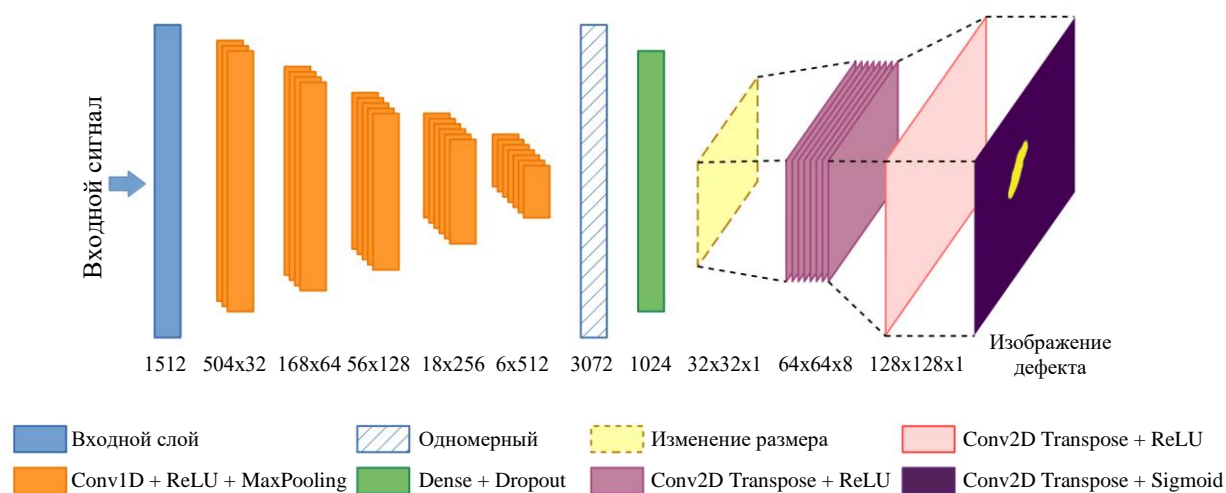 Входной сигнал
1512 504x32 168x64 56x128 18x256 6x512 3072 1024 32x32x1 64x64x8 128x128x1 Изображение
дефекта
Входной слой Одномерный Изменение размера Conv2D Transpose + ReLU
Conv1D + ReLU + MaxPooling Dense + Dropout Conv2D Transpose + ReLU Conv2D Transpose + Sigmoid